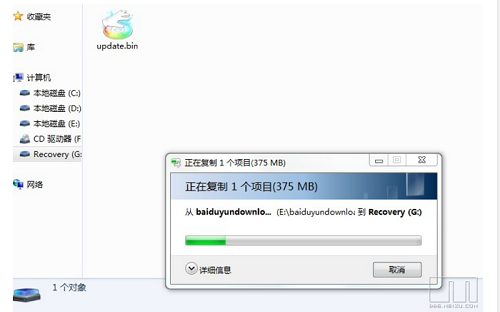 收藏夹
update.bin
库
计算机
本地磁盘 (C:)
本地磁盘 (D:)
本地磁盘 (E:)
CD 驱动器 (F
Recovery (G:
网络
正在复制 1 个项目(375 MB)
正在复制 1 个项目(375 MB)
从 baiduyundownlo... (E:\baiduyundownloa 到 Recovery (G:)
详细信息
取消
1 个对象
BBS.MEIZU.COM